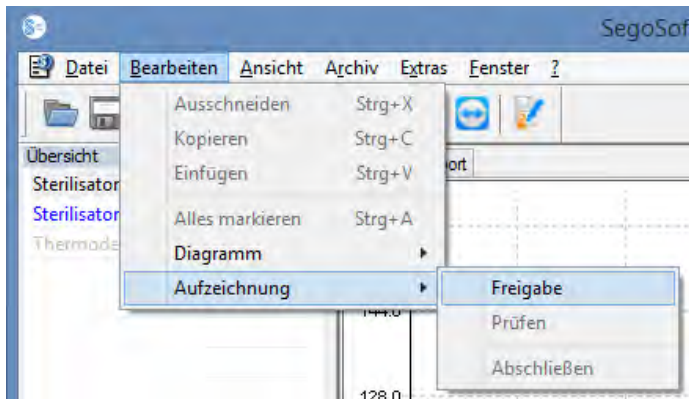 SegoSof
Datei Bearbeiten Ansicht Archiv Extras Fenster ?
Ausschneiden Strg+X
Kopieren Strg+C
Einfügen Strg+V
Alles markieren Strg+A
Diagramm
Aufzeichnung
Freigabe
Prüfen
Abschließen
Übersicht
Sterilisator
Sterilisator
Thermode
ort
144.0
128.0